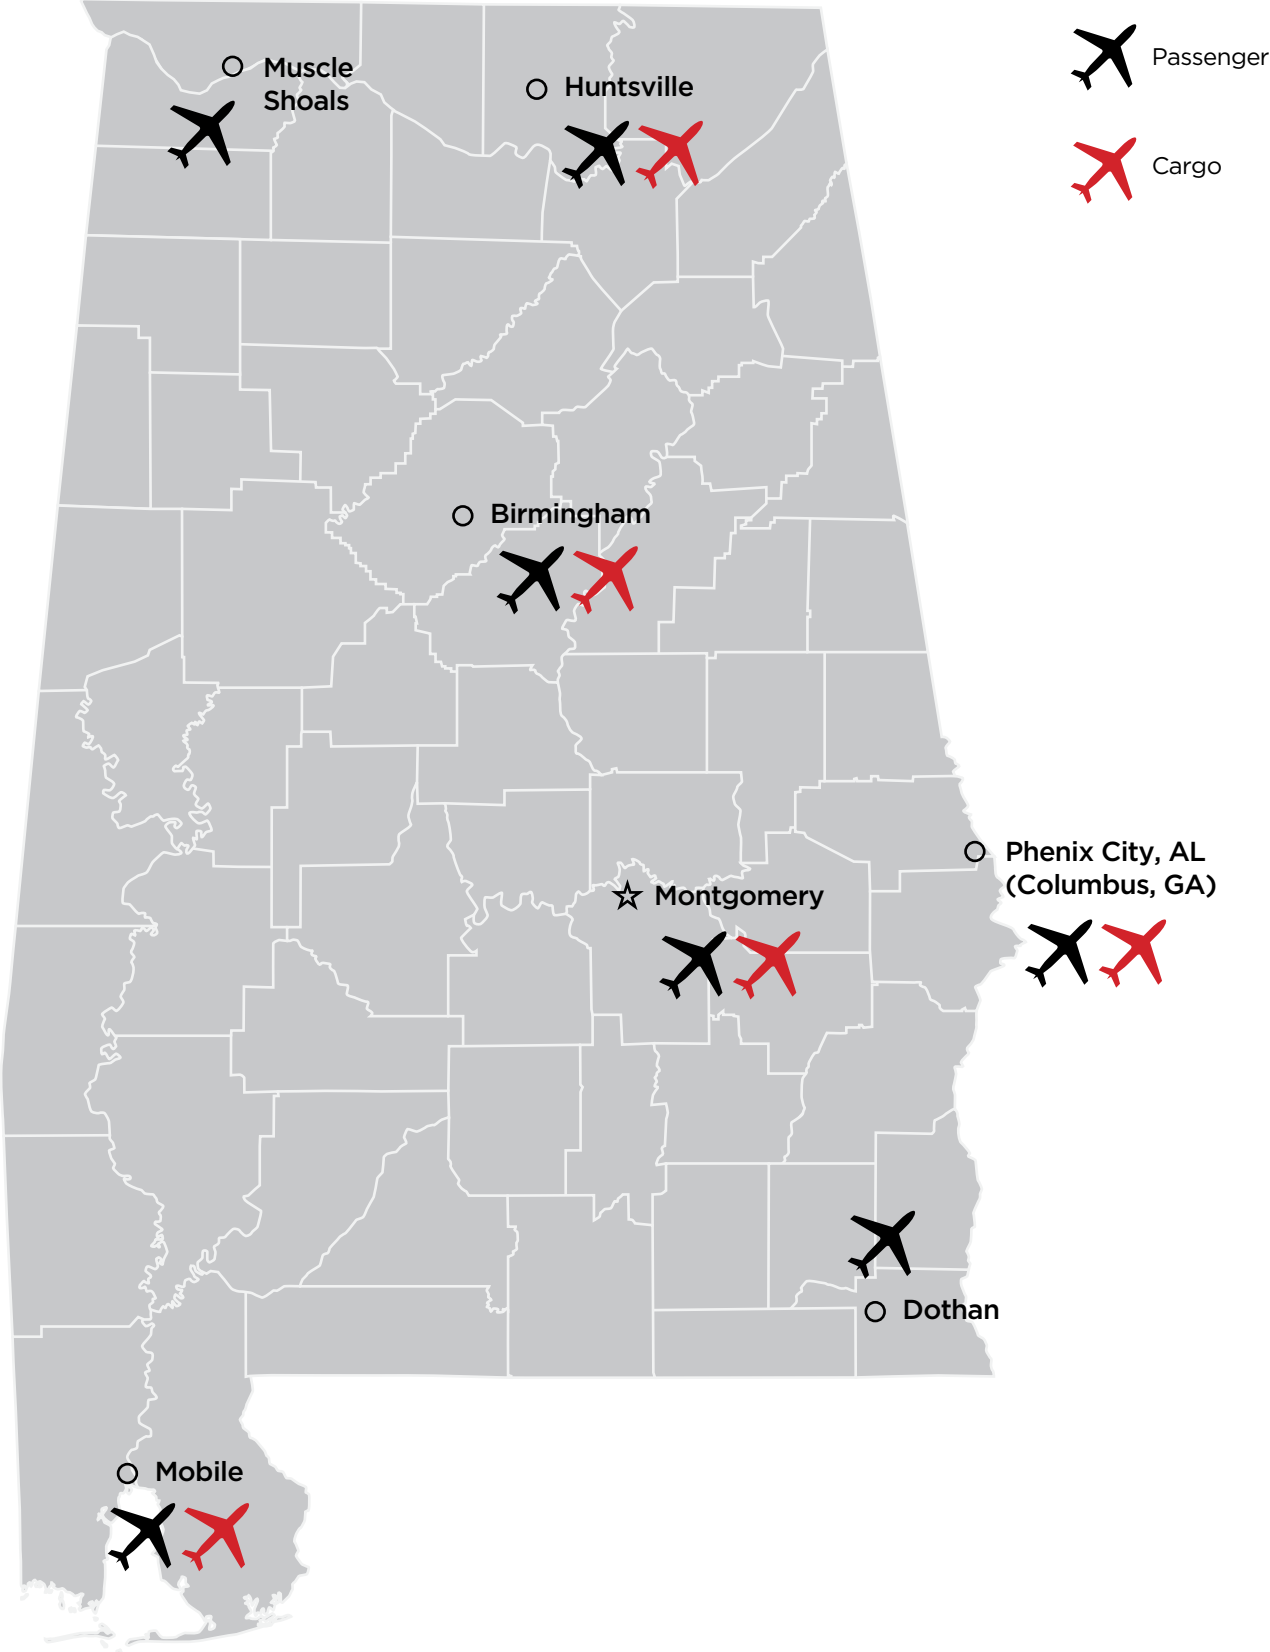 Passenger
Cargo
Muscle
Shoals
Huntsville
Birmingham
Phenix City, AL
(Columbus, GA)
Montgomery
Dothan
Mobile